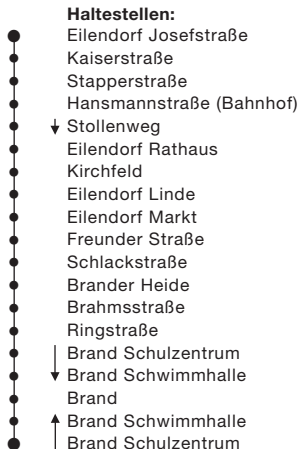 Haltestellen:
Eilendorf Josefstraße
Kaiserstraße
Stapperstraße
Hansmannstraße (Bahnhof)
Stollenweg
Eilendorf Rathaus
Kirchfeld
Eilendorf Linde
Eilendorf Markt
Freunder Straße
Schlackstraße
Brander Heide
Brahmsstraße
Ringstraße
Brand Schulzentrum
Brand Schwimmhalle
Brand
Brand Schwimmhalle
Brand Schulzentrum